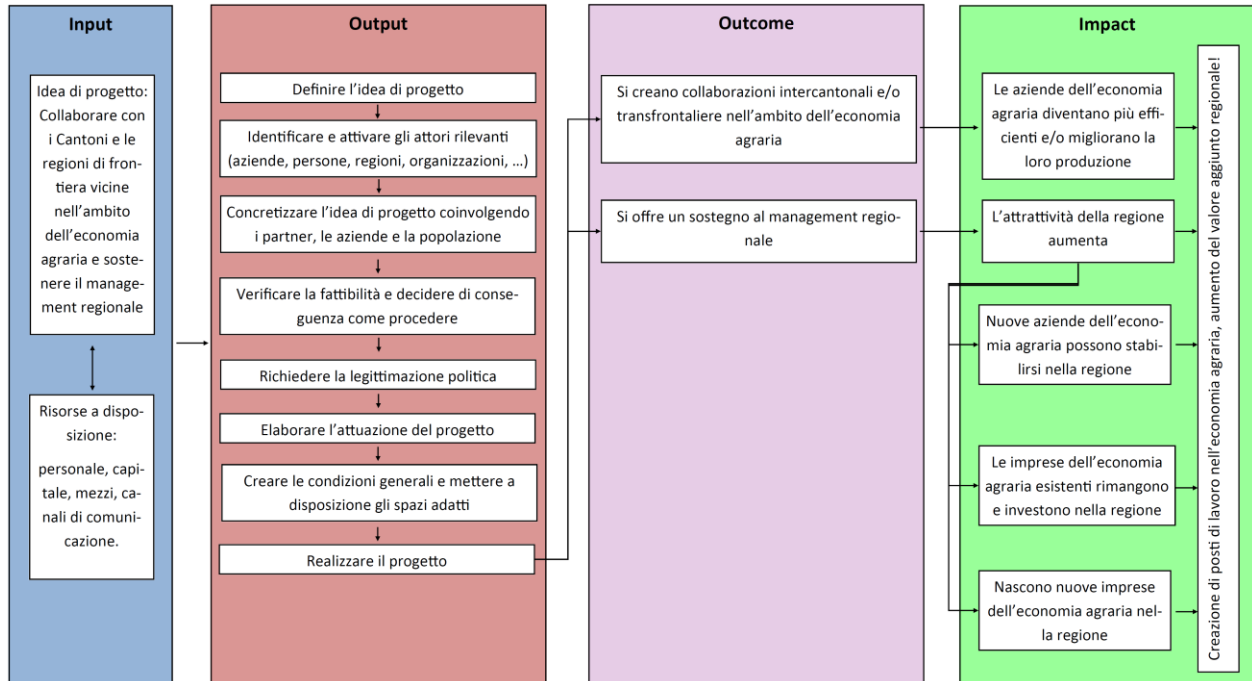 Input
Idea di progetto:
Collaborare con
i Cantoni e le
regioni di fron-
tiera vicine
nell'ambito
dell'economia
agraria e soste-
nere il manage-
ment regionale
Risorse a dispo-
sizione:
personale, capi-
tale, mezzi, ca-
nali di comuni-
cazione.
Output
Definire l'idea di progetto
Identificare e attivare gli attori rilevanti
(aziende, persone, regioni, organizzazioni, ...)
Concretizzare l'idea di progetto coinvolgendo
i partner, le aziende e la popolazione
Verificare la fattibilità e decidere di conse-
guenza come procedere
Richiedere la legittimazione politica
Elaborare l'attuazione del progetto
Creare le condizioni generali e mettere a
disposizione gli spazi adatti
Realizzare il progetto
Outcome
Si creano collaborazioni intercantonali e/o
transfrontaliere nell'ambito dell'economia
agraria
Si offre un sostegno al management regio-
nale
Impact
Le aziende dell'economia
agraria diventano più effi-
cienti e/o migliorano la
loro produzione
L'attrattività della regione
aumenta
Nuove aziende dell'econo-
mia agraria possono stabi-
lirsi nella regione
Le imprese dell'economia
agraria esistenti rimangono
e investono nella regione
Nascono nuove imprese
dell'economia agraria nel-
la regione
Creazione di posti di lavoro nell'economia agraria, aumento del valore aggiunto regionale!